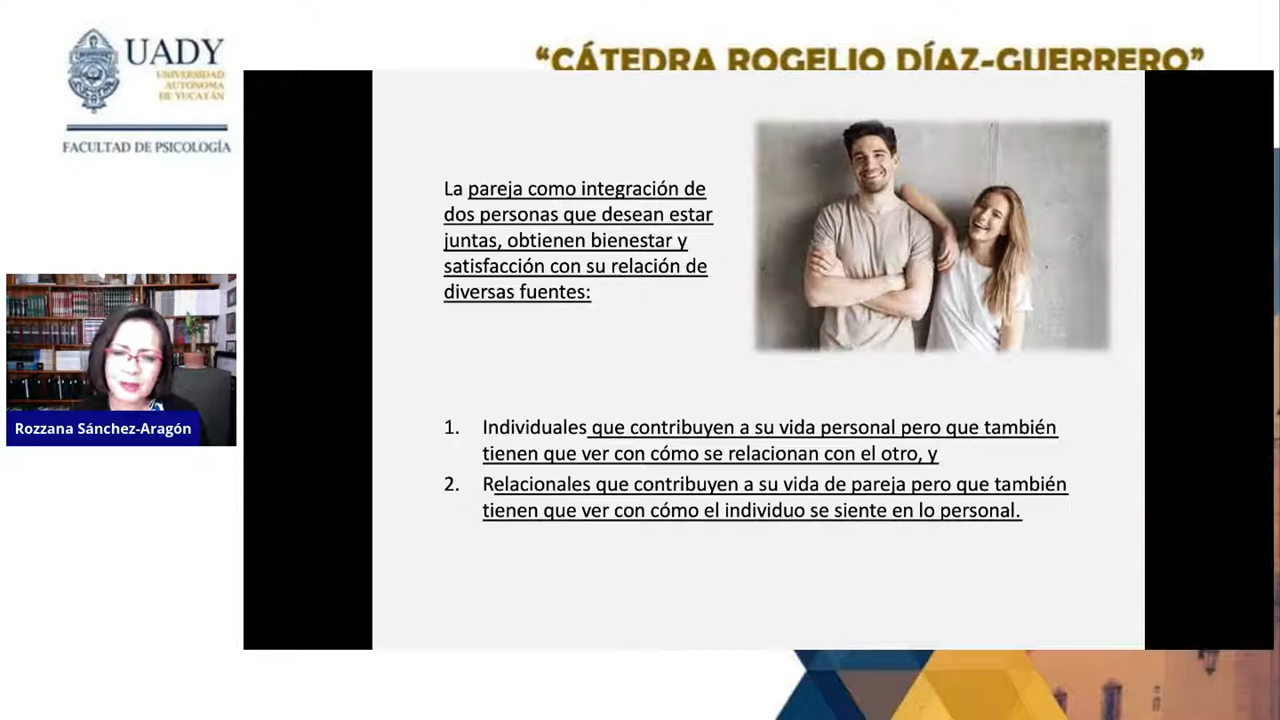 UADY
UNIVERSIDAD
AUTÓNOMA
DE YUCATÁN
FACULTAD DE PSICOLOGÍA
“CÁTEDRA ROGELIO DÍAZ-GUERRERO”
La pareja como integración de
dos personas que desean estar
juntas, obtienen bienestar y
satisfacción con su relación de
diversas fuentes:
Rozzana Sánchez-Aragón
1. Individuales que contribuyen a su vida personal pero que también
tienen que ver con cómo se relacionan con el otro, y
2. Relacionales que contribuyen a su vida de pareja pero que también
tienen que ver con cómo el individuo se siente en lo personal.